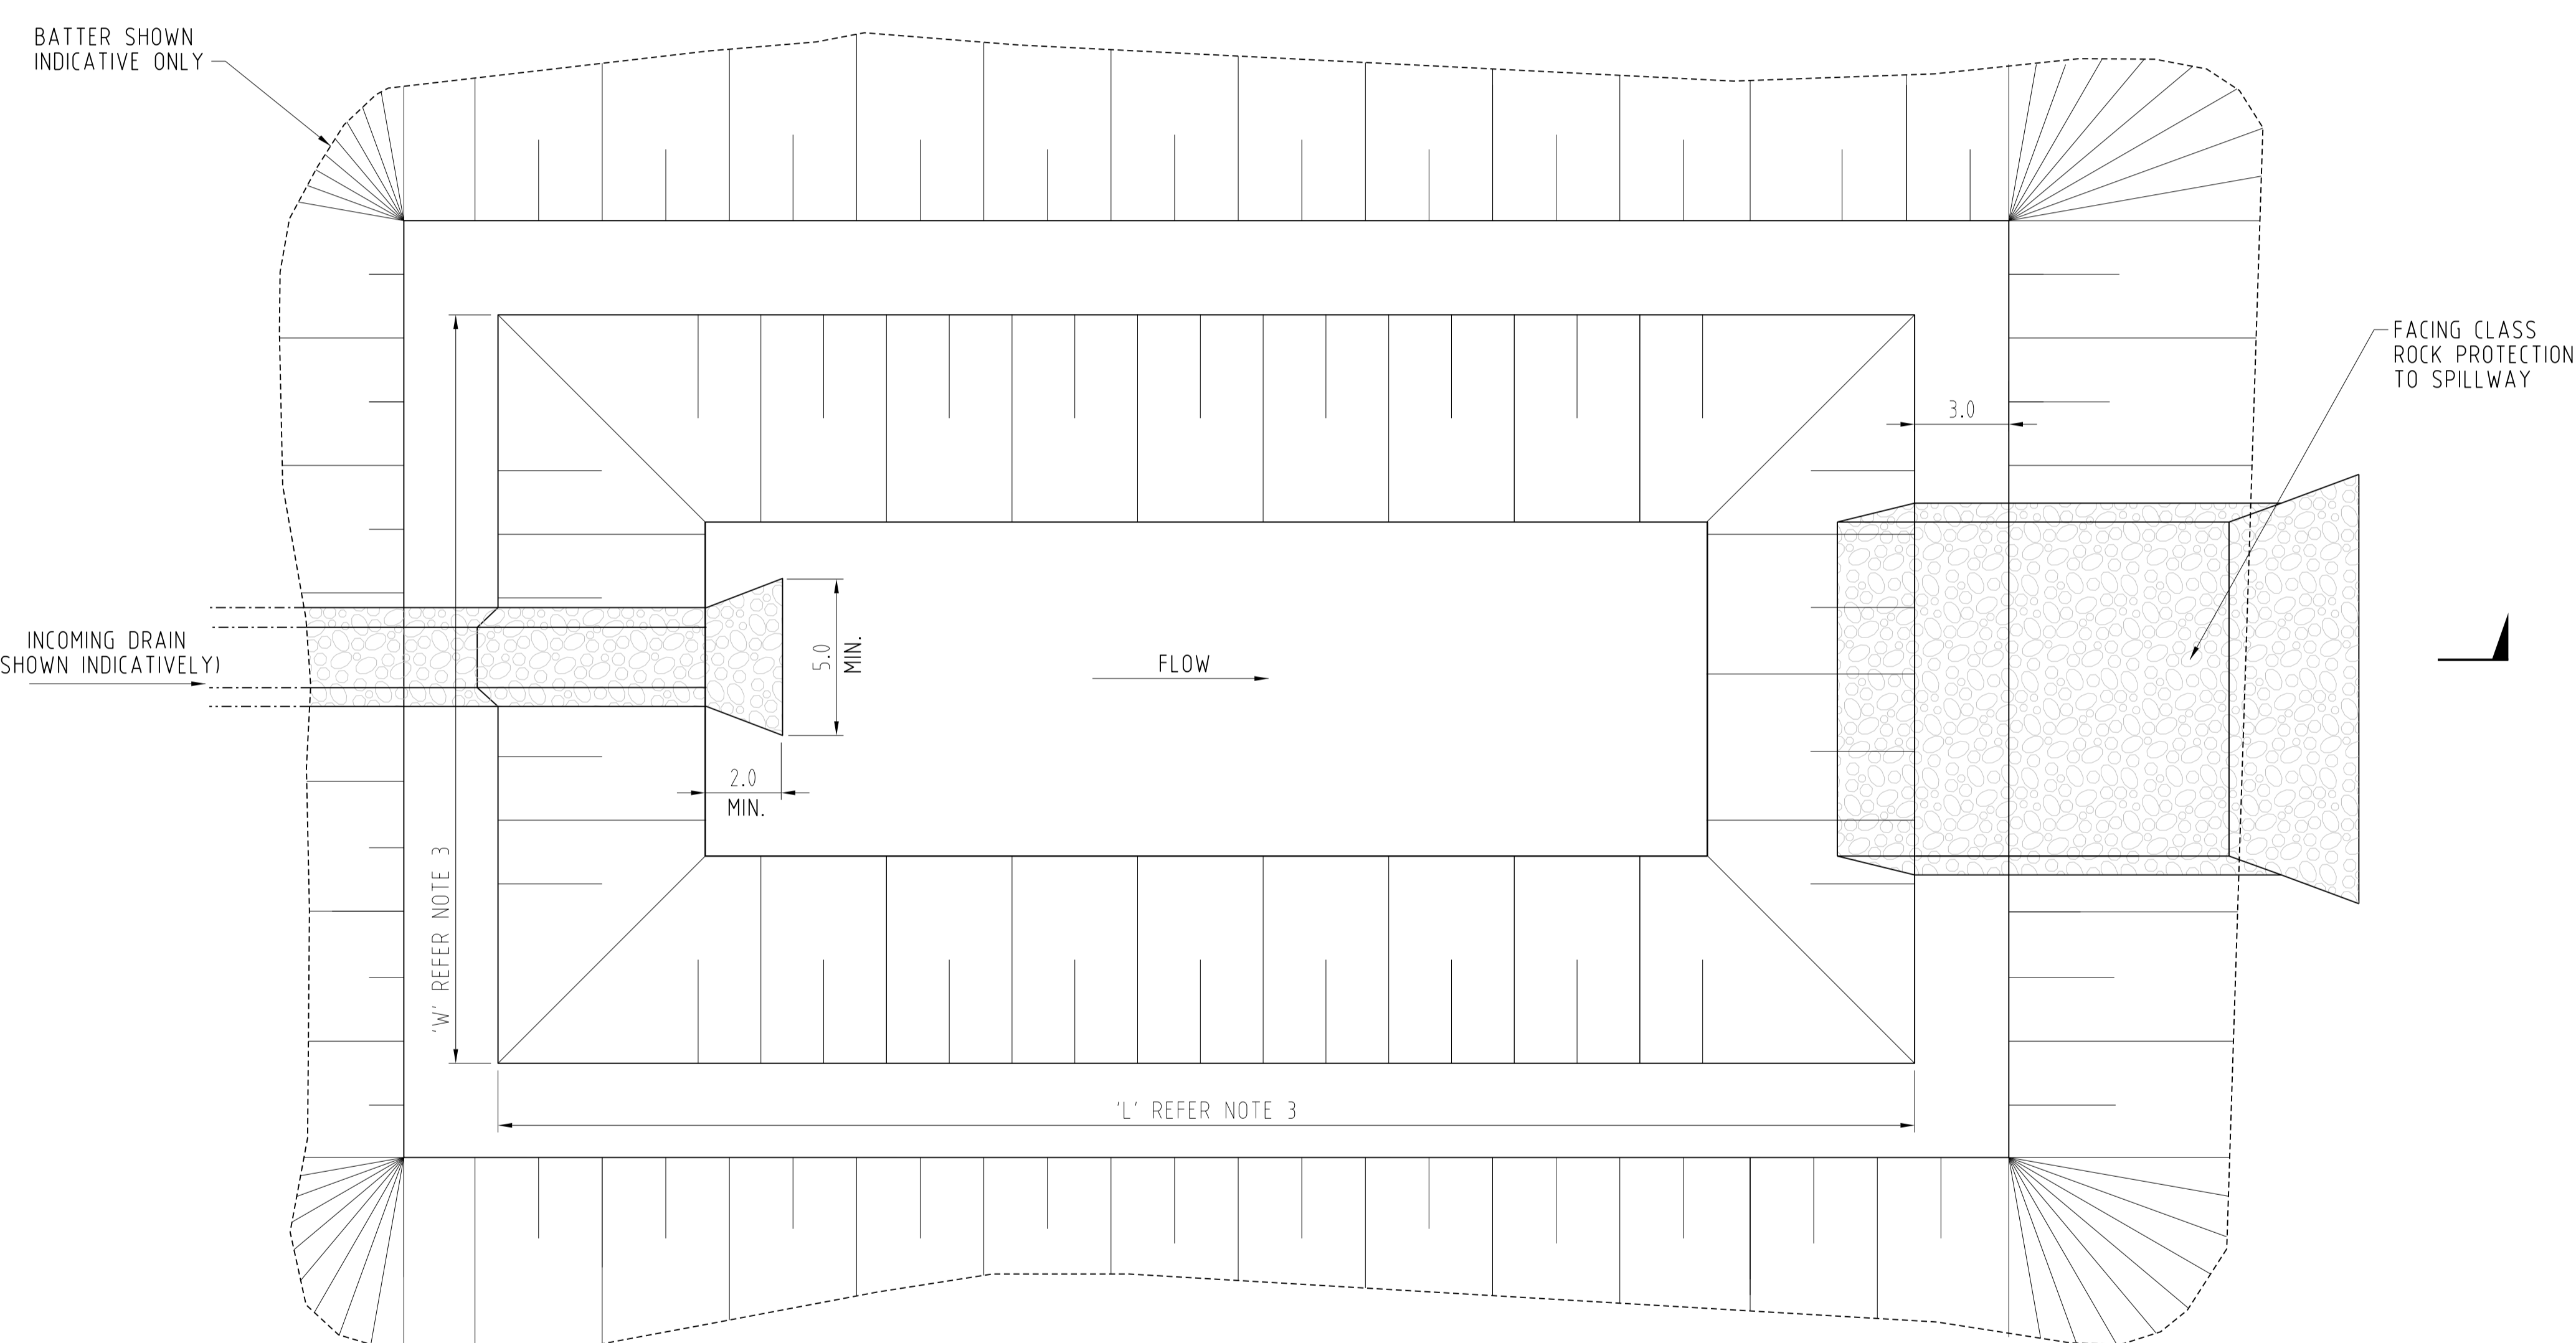 BATTER SHOWN
INDICATIVE ONLY
FACING CLASS
ROCK PROTECTION
TO SPILLWAY
3.0
INCOMING DRAIN
SHOWN INDICATIVELY)
5.0
MIN.
FLOW
2.0
MIN.
'W' REFER NOTE 3
'L' REFER NOTE 3